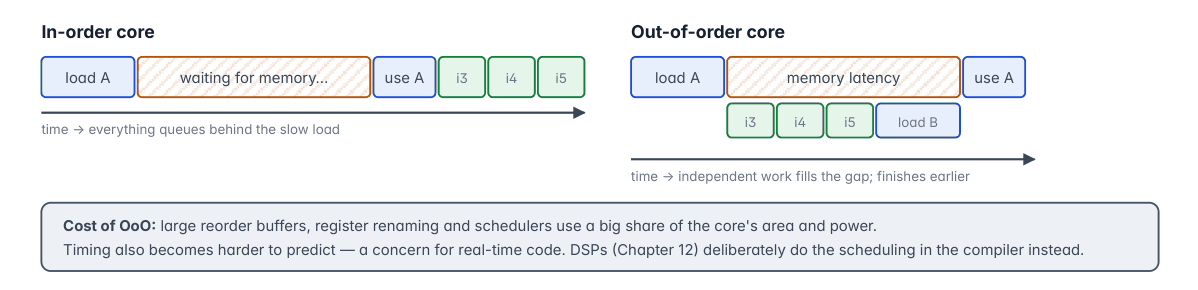 In-order core
load A
waiting for memory...
use A
i3
i4
i5
time → everything queues behind the slow load
Out-of-order core
load A
memory latency
use A
i3
i4
i5
load B
time → independent work fills the gap; finishes earlier
Cost of OoO: large reorder buffers, register renaming and schedulers use a big share of the core's area and power.
Timing also becomes harder to predict — a concern for real-time code. DSPs (Chapter 12) deliberately do the scheduling in the compiler instead.